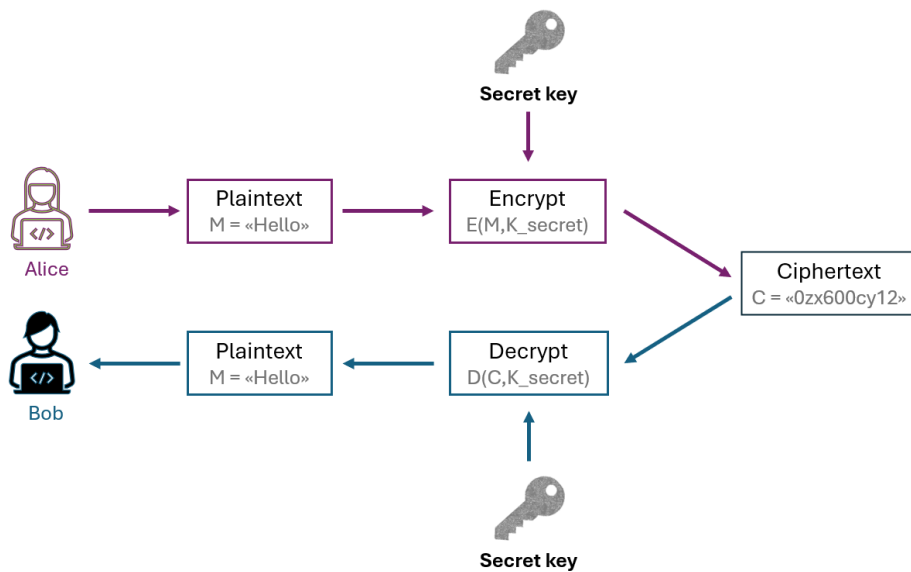 Secret key
Plaintext
M = «Hello»
Encrypt
E(M,K_secret)
Alice
Ciphertext
C = «0zx600cy12»
Plaintext
M = «Hello»
Decrypt
D(C,K_secret)
Bob
Secret key